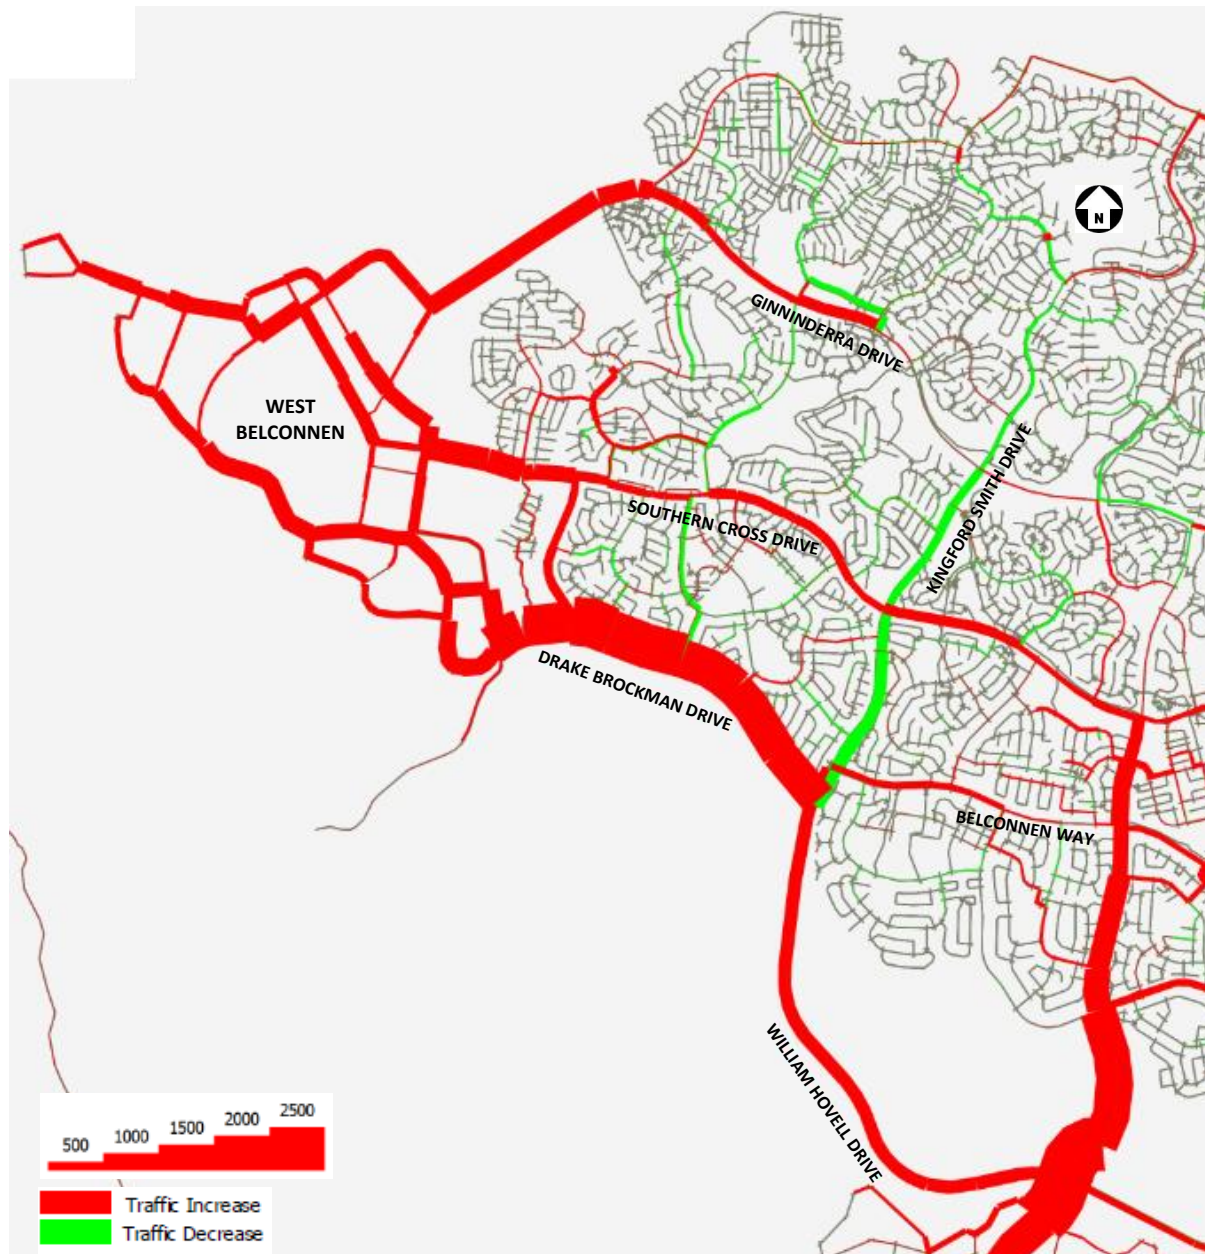 N
GINNINDERRA DRIVE
WEST
BELCONNEN
KINGFORD SMITH DRIVE
SOUTHERN CROSS DRIVE
DRAKE BROCKMAN DRIVE
BELCONNEN WAY
WILLIAM HOVELL DRIVE
500 1000 1500 2000 2500
Traffic Increase
Traffic Decrease